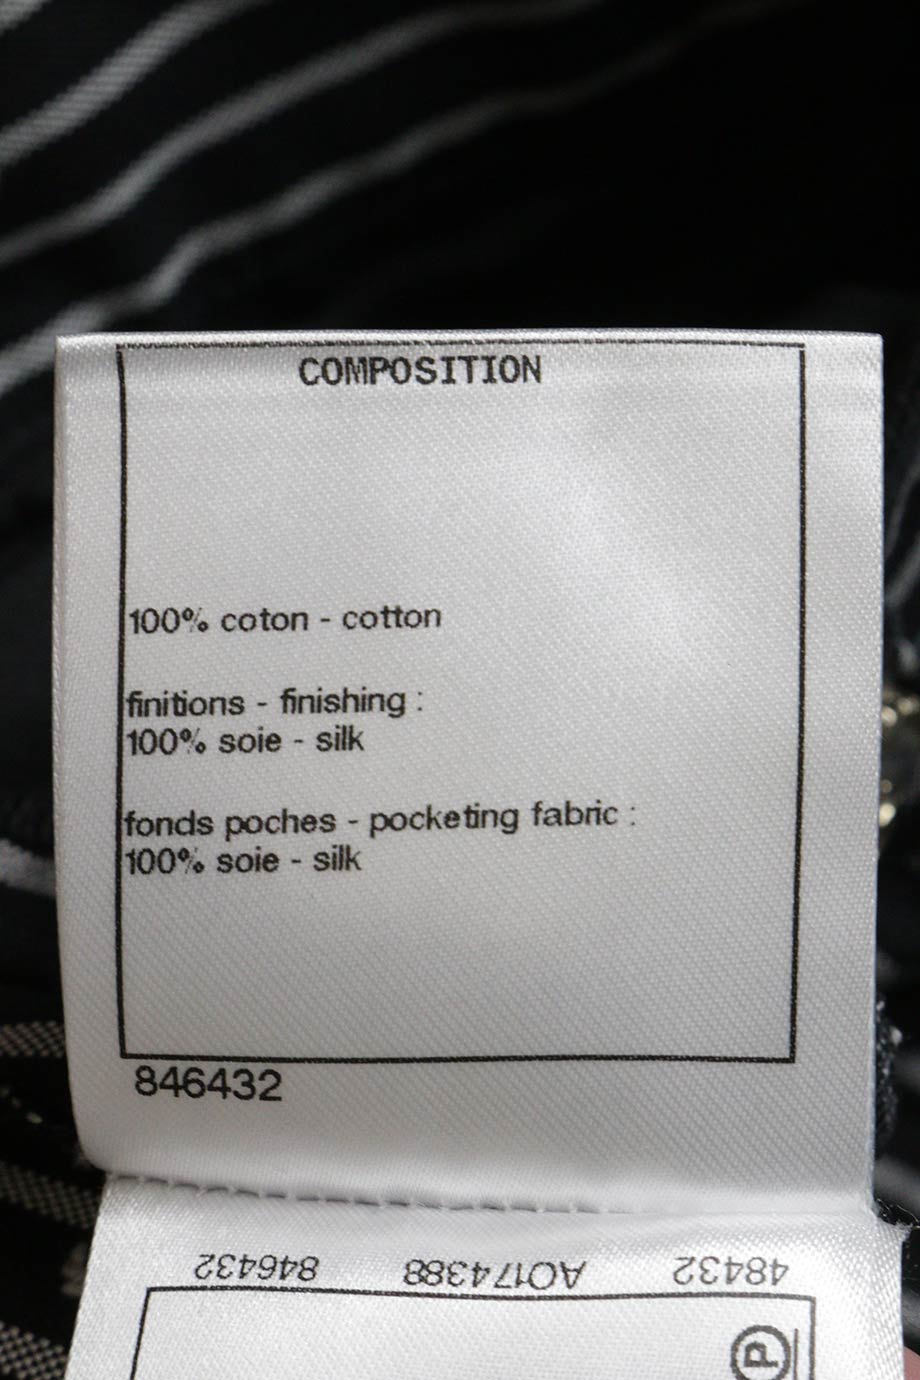 COMPOSITION
100% coton - cotton
finitions - finishing :
100% soie - silk
fonds poches - pocketing fabric :
100% soie - silk
846432
48432 A0174388 846432
P